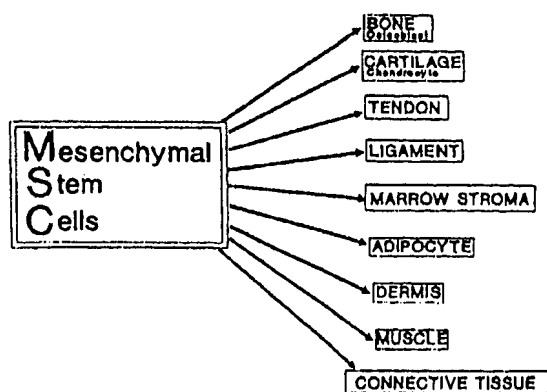 Mesenchymal
Stem
Cells
BONE
Osteoblast
CARTILAGE
Chondrocyte
TENDON
LIGAMENT
MARROW STROMA
ADIPOCYTE
DERMIS
MUSCLE
CONNECTIVE TISSUE